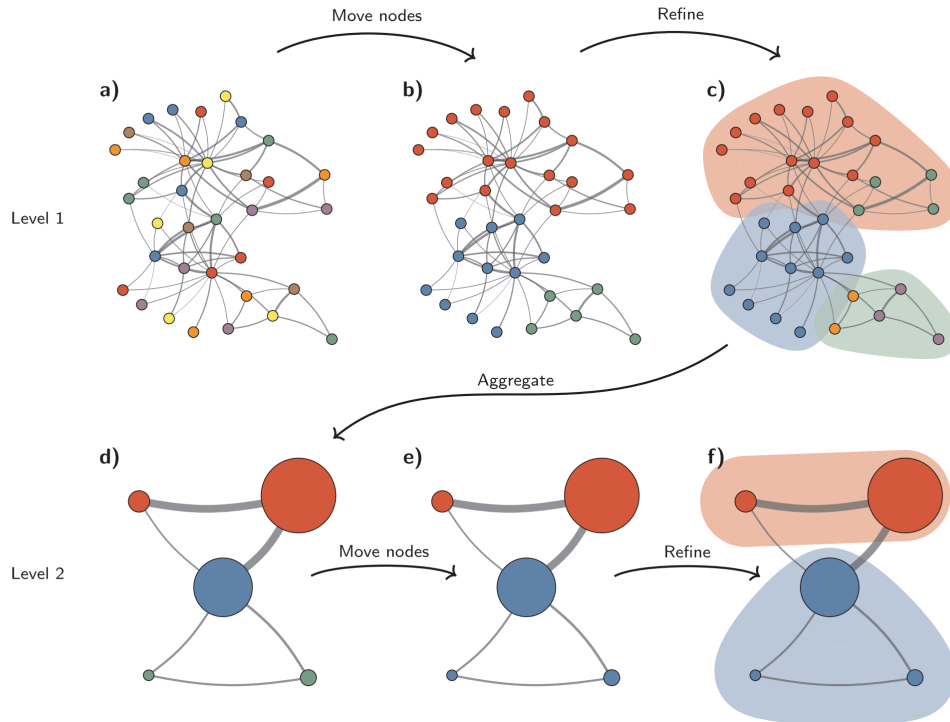 Move nodes
Refine
a)
b)
c)
Level 1
Aggregate
d)
e)
f)
Move nodes
Refine
Level 2